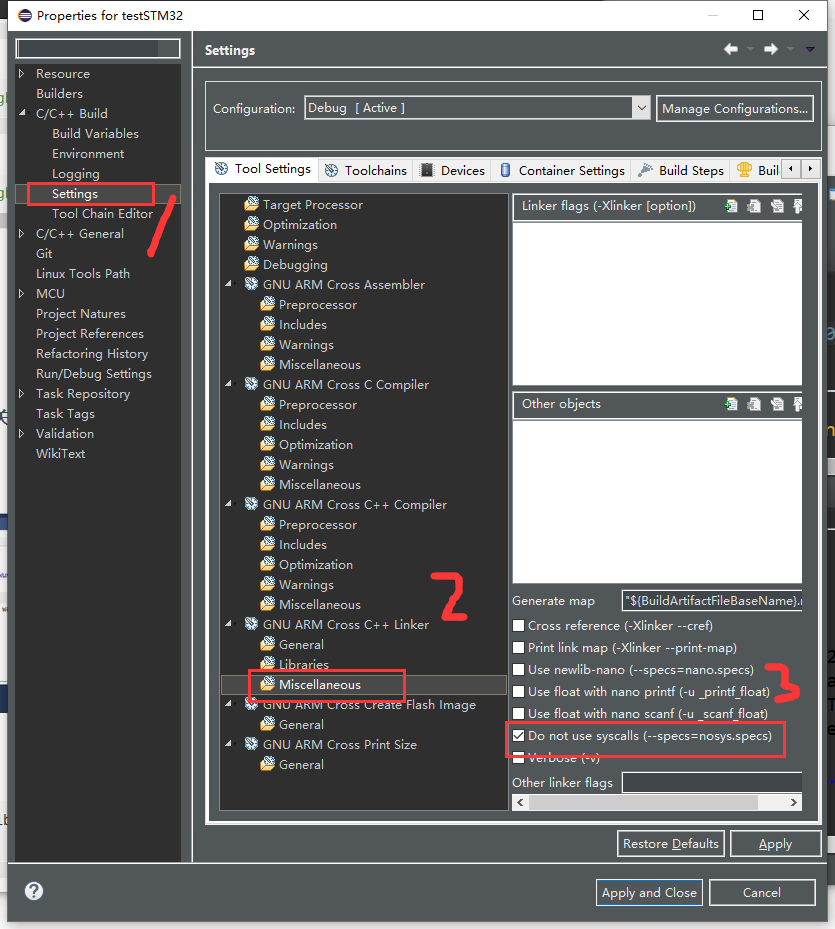 Properties for testSTM32
Settings
Resource
Builders
C/C++ Build
Build Variables
Environment
Logging
Settings
Tool Chain Editor
C/C++ General
Git
Linux Tools Path
MCU
Project Natures
Project References
Refactoring History
Run/Debug Settings
Task Repository
Task Tags
Validation
WikiText
1
Configuration:
Debug [ Active ]
Manage Configurations...
Tool Settings
Toolchains
Devices
Container Settings
Build Steps
Buil
Target Processor
Optimization
Warnings
Debugging
GNU ARM Cross Assembler
Preprocessor
Includes
Warnings
Miscellaneous
GNU ARM Cross C Compiler
Preprocessor
Includes
Optimization
Warnings
Miscellaneous
GNU ARM Cross C++ Compiler
Preprocessor
Includes
Optimization
Warnings
Miscellaneous
GNU ARM Cross C++ Linker
General
Libraries
Miscellaneous
GNU ARM Cross Create Flash Image
General
GNU ARM Cross Print Size
General
2
Linker flags (-Xlinker [option])
Other objects
Generate map
"${BuildArtifactFileBaseName}.
Cross reference (-Xlinker --cref)
Print link map (-Xlinker --print-map)
Use newlib-nano (--specs=nano.specs)
Use float with nano printf (-u _printf_float)
3
Use float with nano scanf (-u _scanf_float)
Do not use syscalls (--specs=nosys.specs)
Verbose (-v)
Other linker flags
Restore Defaults
Apply
Apply and Close
Cancel